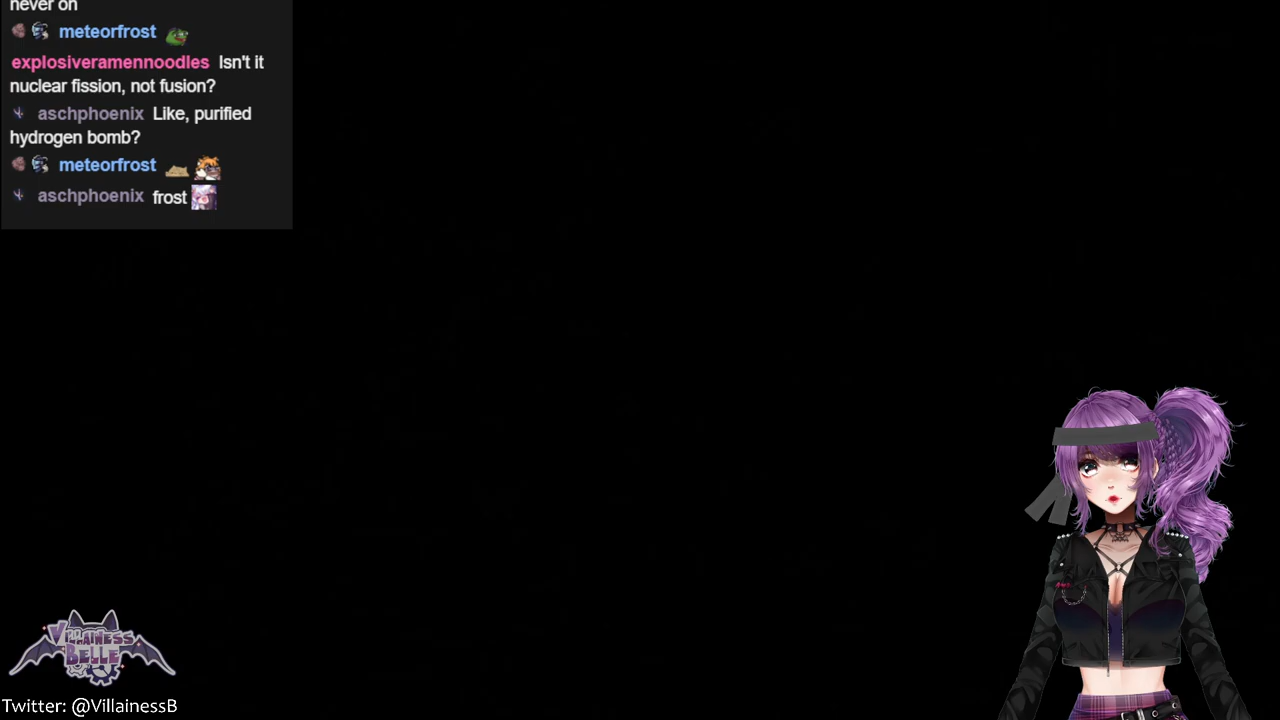 never on
meteorfrost
explosiveramennoodles Isn't it
nuclear fission, not fusion?
aschphoenix Like, purified
hydrogen bomb?
meteorfrost
aschphoenix frost
VILLAINESS
BELLE
Twitter: @VillainessB